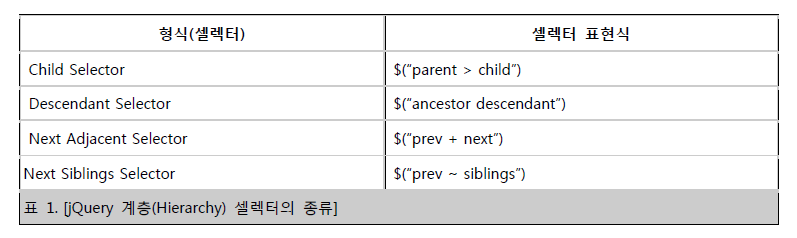 형식(셀렉터) 셀렉터 표현식
Child Selector $("parent > child")
Descendant Selector $("ancestor descendant")
Next Adjacent Selector $("prev + next")
Next Siblings Selector $("prev ~ siblings")
표 1. [jQuery 계층(Hierarchy) 셀렉터의 종류]